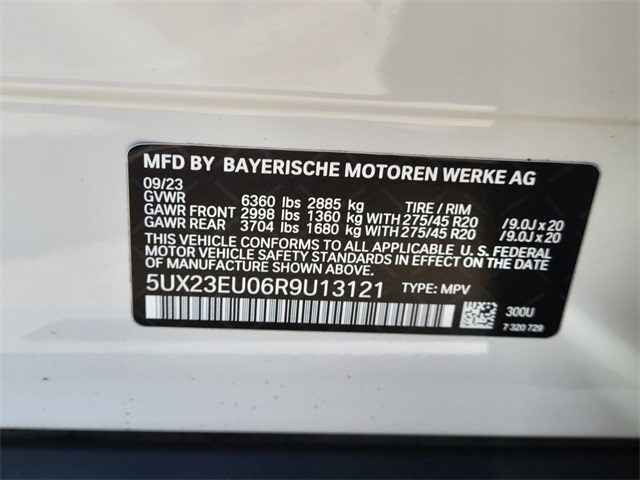 MFD BY BAYERISCHE MOTOREN WERKE AG
09/23
GVWR 6360 lbs 2885 kg TIRE / RIM
GAWR FRONT 2998 lbs 1360 kg WITH 275/45 R20 /9.0J x 20
GAWR REAR 3704 lbs 1680 kg WITH 275/45 R20 /9.0J x 20
THIS VEHICLE CONFORMS TO ALL APPLICABLE U. S. FEDERAL
MOTOR VEHICLE SAFETY STANDARDS IN EFFECT ON THE DATE
OF MANUFACTURE SHOWN ABOVE.
5UX23EU06R9U13121 TYPE: MPV
300U
7 320 729